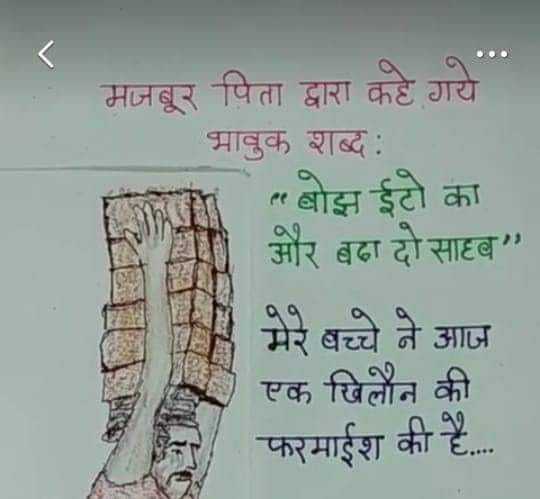 मजबूर पिता द्वारा कहे गये
भावुक शब्द :
“ बोझ ईटो का
और बढा दो साहब ”
मेरे बच्चे ने आज
एक खिलौन की
फरमाईश की है....